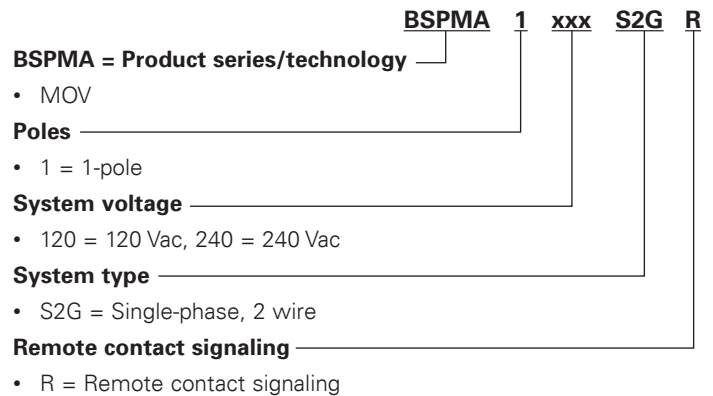 BSPMA 1 xxx S2G R
BSPMA = Product series/technology
• MOV
Poles
• 1 = 1-pole
System voltage
• 120 = 120 Vac, 240 = 240 Vac
System type
• S2G = Single-phase, 2 wire
Remote contact signaling
• R = Remote contact signaling